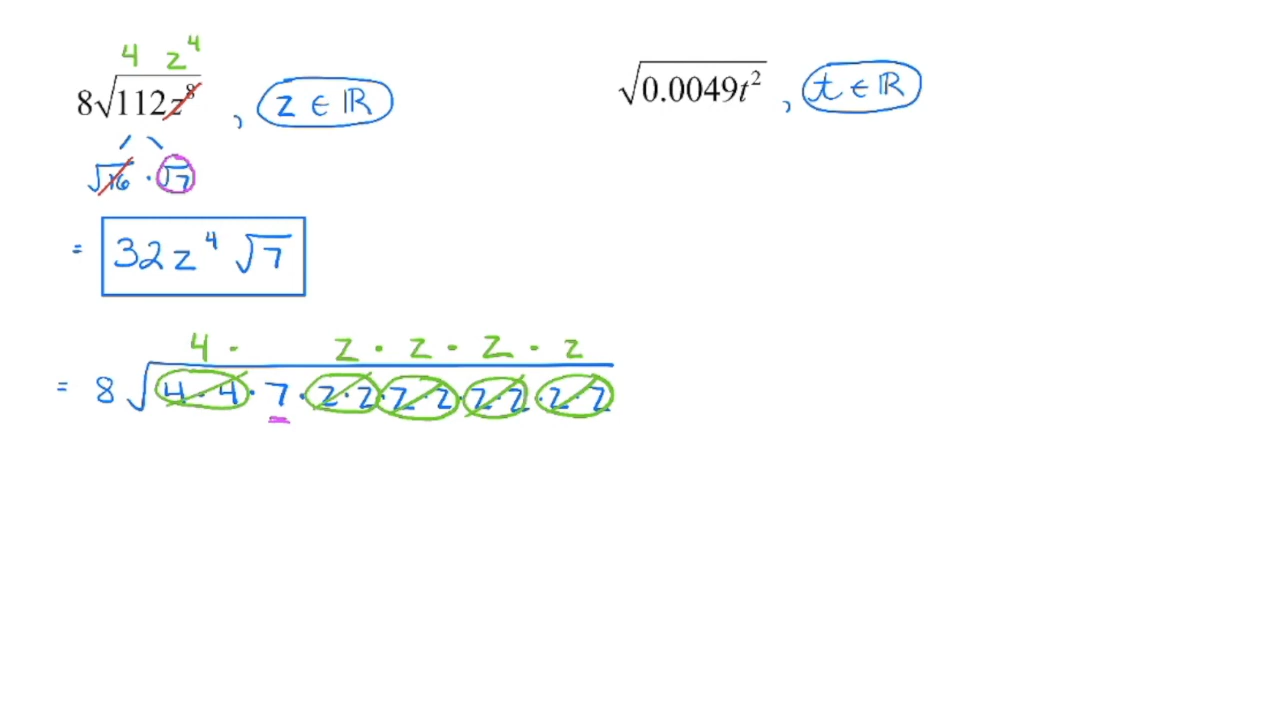 4 z⁴
8√112z⁸ , z ∈ ℝ
√16 · √7
= 32z⁴ √7
4 · z · z · z · z
= 8 √4 · 4 · 7 · z · z · z · z · z · z · z · z
√0.0049t² , t ∈ ℝ